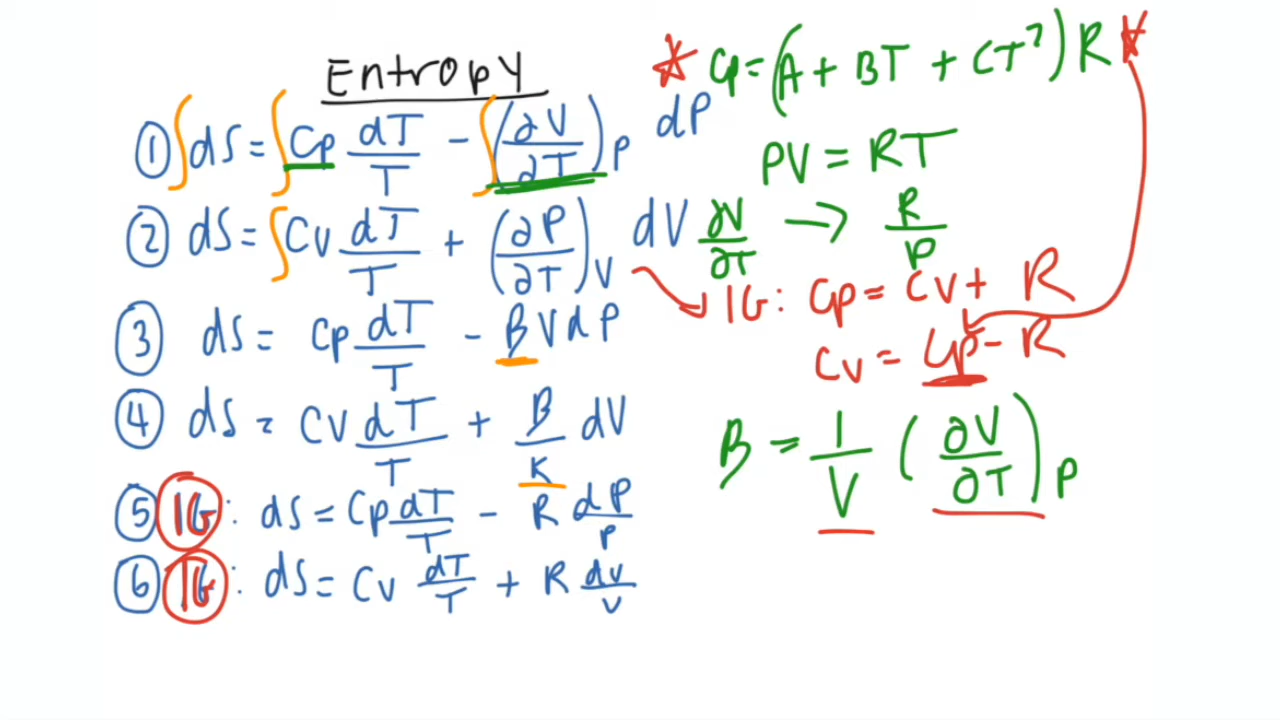 Entropy
① ∫dS = ∫Cp dT/T - ∫(∂V/∂T)p dP
② dS = ∫Cv dT/T + (∂P/∂T)V dV
③ dS = Cp dT/T - BVdP
④ dS = Cv dT/T + B/K dV
⑤ IG: dS = Cp dT/T - R dP/P
⑥ IG: dS = Cv dT/T + R dV/V
* Cp = (A + BT + CT²)R *
PV = RT
∂V/∂T → R/P
IG: Cp = Cv + R
Cv = Cp - R
B = 1/V (∂V/∂T)P